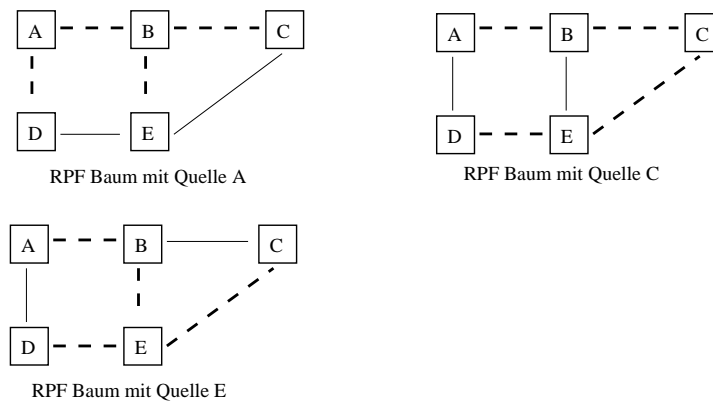 A B C
D E
RPF Baum mit Quelle A
A B C
D E
RPF Baum mit Quelle C
A B C
D E
RPF Baum mit Quelle E